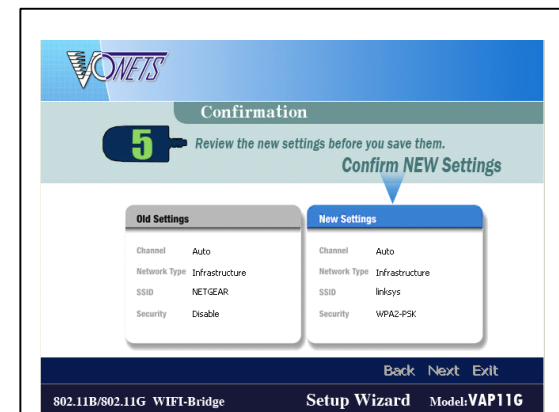 VONETS
Confirmation
5
Review the new settings before you save them.
Confirm NEW Settings
Old Settings
Channel Auto
Network Type Infrastructure
SSID NETGEAR
Security Disable
New Settings
Channel Auto
Network Type Infrastructure
SSID linksys
Security WPA2-PSK
Back Next Exit
802.11B/802.11G WIFI-Bridge Setup Wizard Model:VAP11G